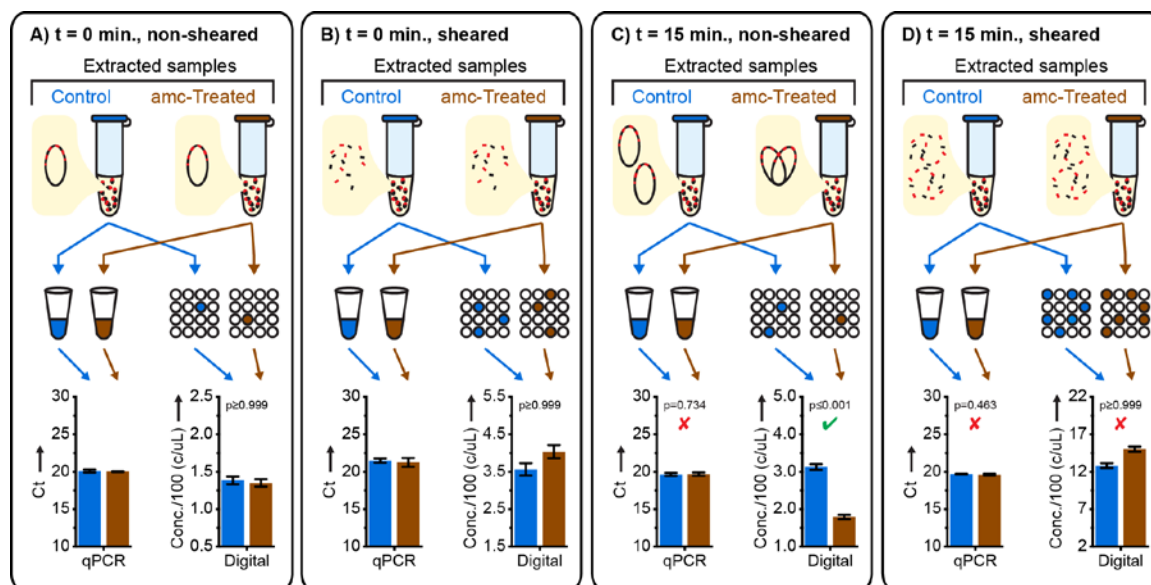 A) t = 0 min., non-sheared
Extracted samples
Control amc-Treated
30
25
20
15
10
Ct
qPCR
2.5
2.0
1.5
1.0
0.5
Conc./100 (c/uL)
p≥0.999
Digital
B) t = 0 min., sheared
Extracted samples
Control amc-Treated
30
25
20
15
10
Ct
qPCR
5.5
4.5
3.5
2.5
1.5
Conc./100 (c/uL)
p≥0.999
Digital
C) t = 15 min., non-sheared
Extracted samples
Control amc-Treated
30
25
20
15
10
Ct
p=0.734
✘
qPCR
5.0
4.0
3.0
2.0
1.0
Conc./100 (c/uL)
p≤0.001
✔
Digital
D) t = 15 min., sheared
Extracted samples
Control amc-Treated
30
25
20
15
10
Ct
p=0.463
✘
qPCR
22
17
12
7
2
Conc./100 (c/uL)
p≥0.999
✘
Digital